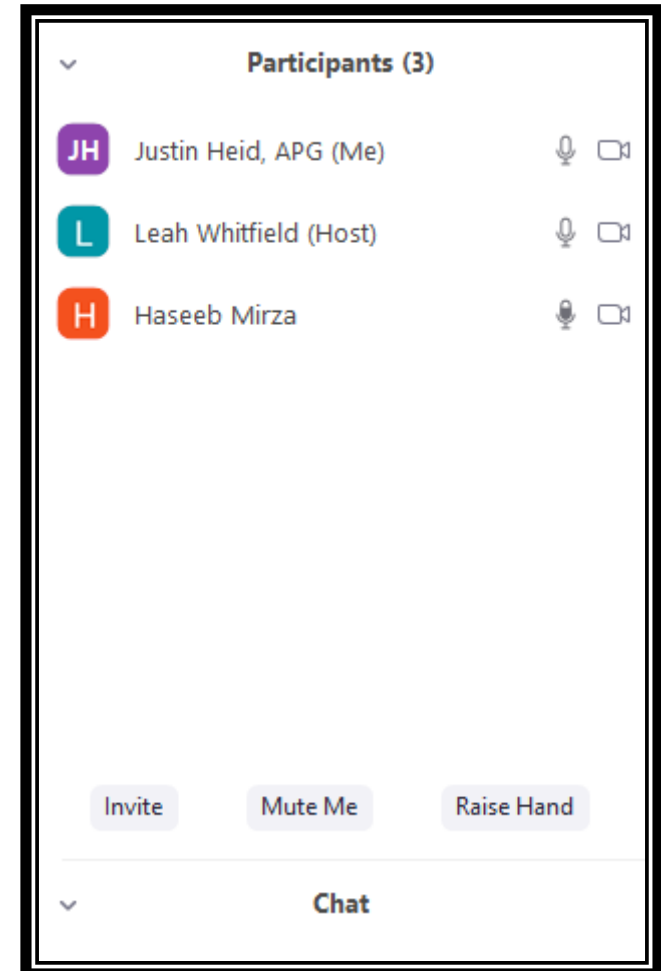 Participants (3)
JH Justin Heid, APG (Me)
L Leah Whitfield (Host)
H Haseeb Mirza
Invite Mute Me Raise Hand
Chat